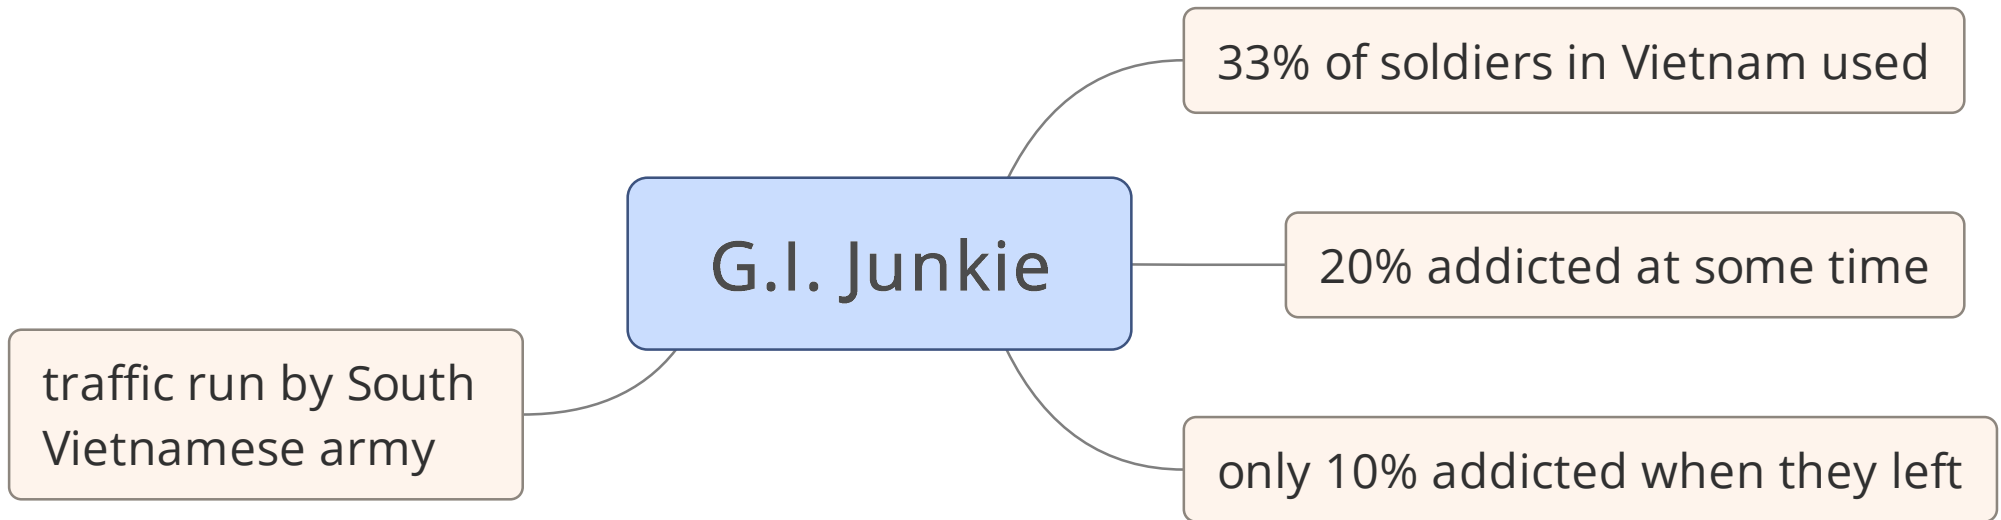 33% of soldiers in Vietnam used
G.I. Junkie
20% addicted at some time
traffic run by South
Vietnamese army
only 10% addicted when they left